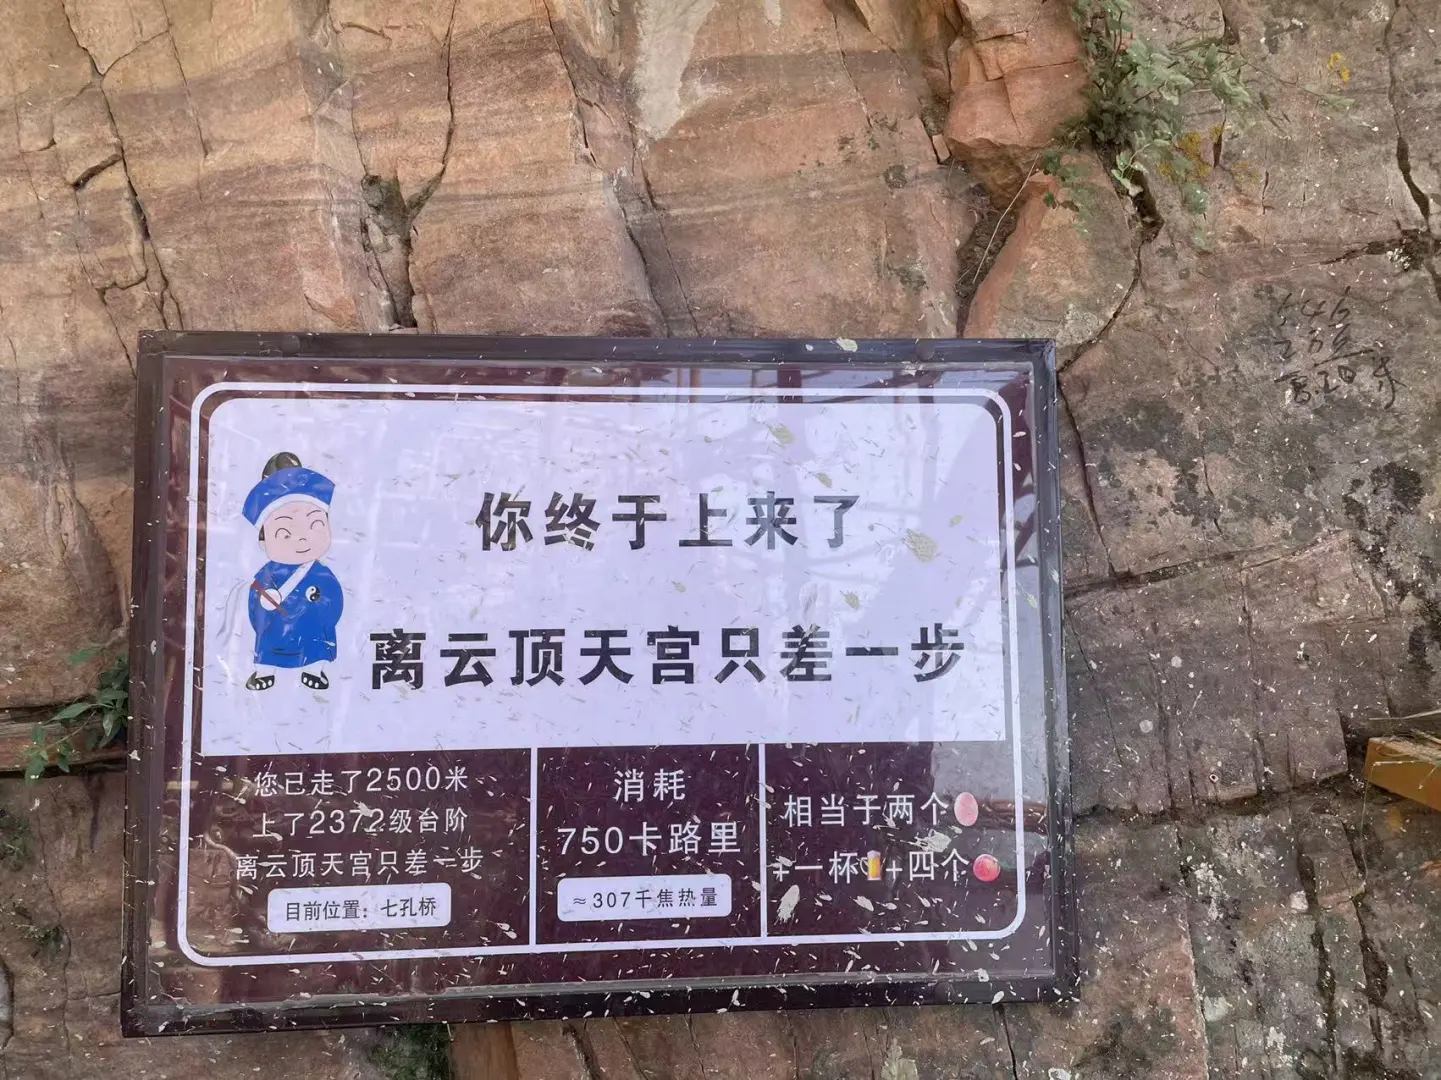 你终于上来了
离云顶天宫只差一步
您已走了2500米
上了2372级台阶
离云顶天宫只差一步
目前位置：七孔桥
消耗
750卡路里
≈307千焦热量
相当于两个
+一杯+四个